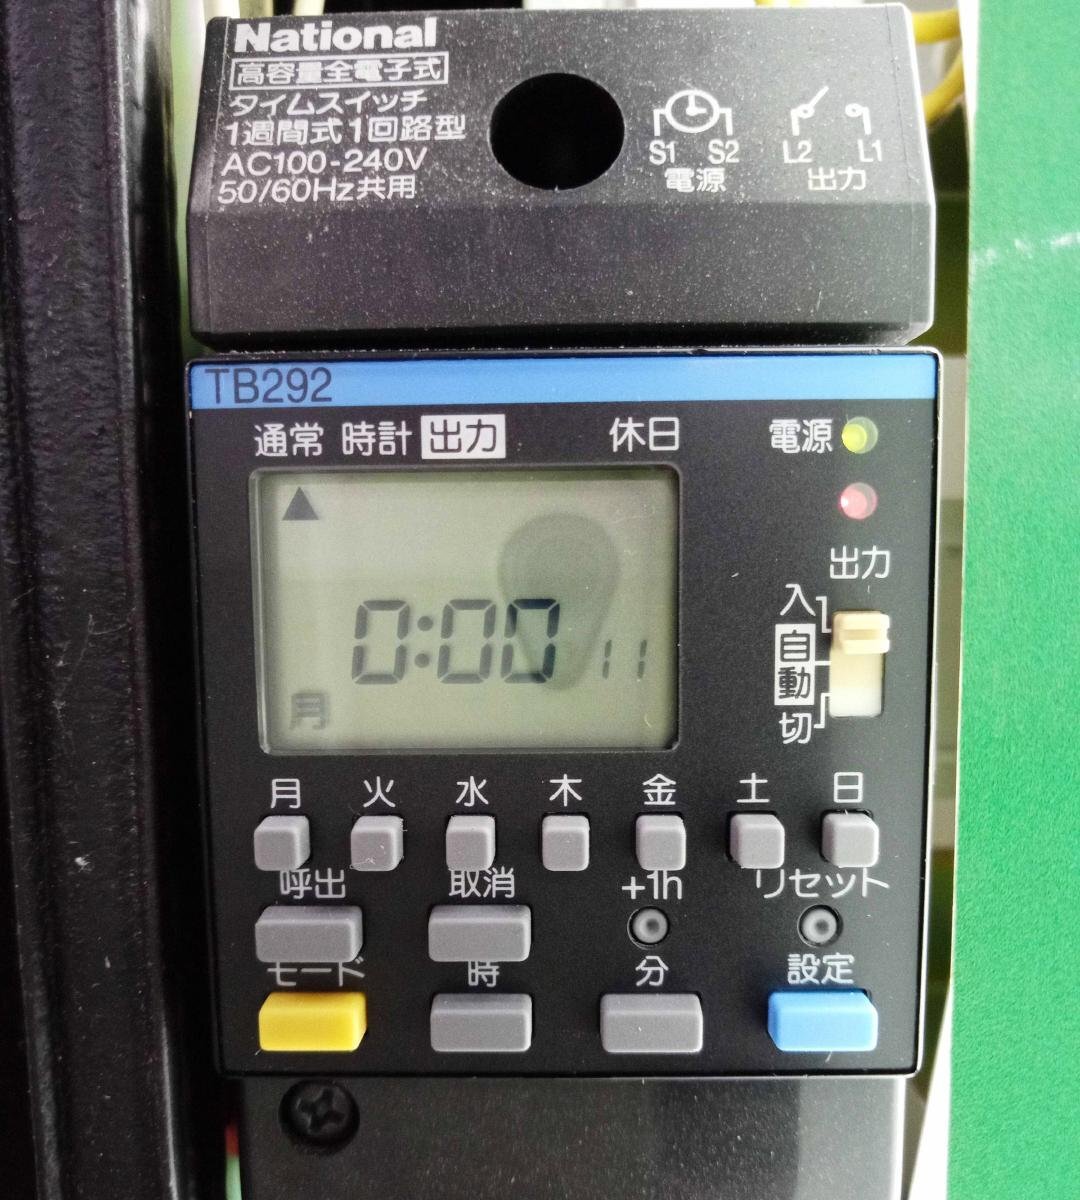 National
高容量全電子式
タイムスイッチ
1週間式1回路型
AC100-240V
50/60Hz共用
S1 S2
電源
L2 L1
出力
TB292
通常 時計 出力 休日 電源
▲
0:00 11
月
出力
入
自動
切
月 火 水 木 金 土 日
呼出 取消 +1h リセット
モード 時 分 設定